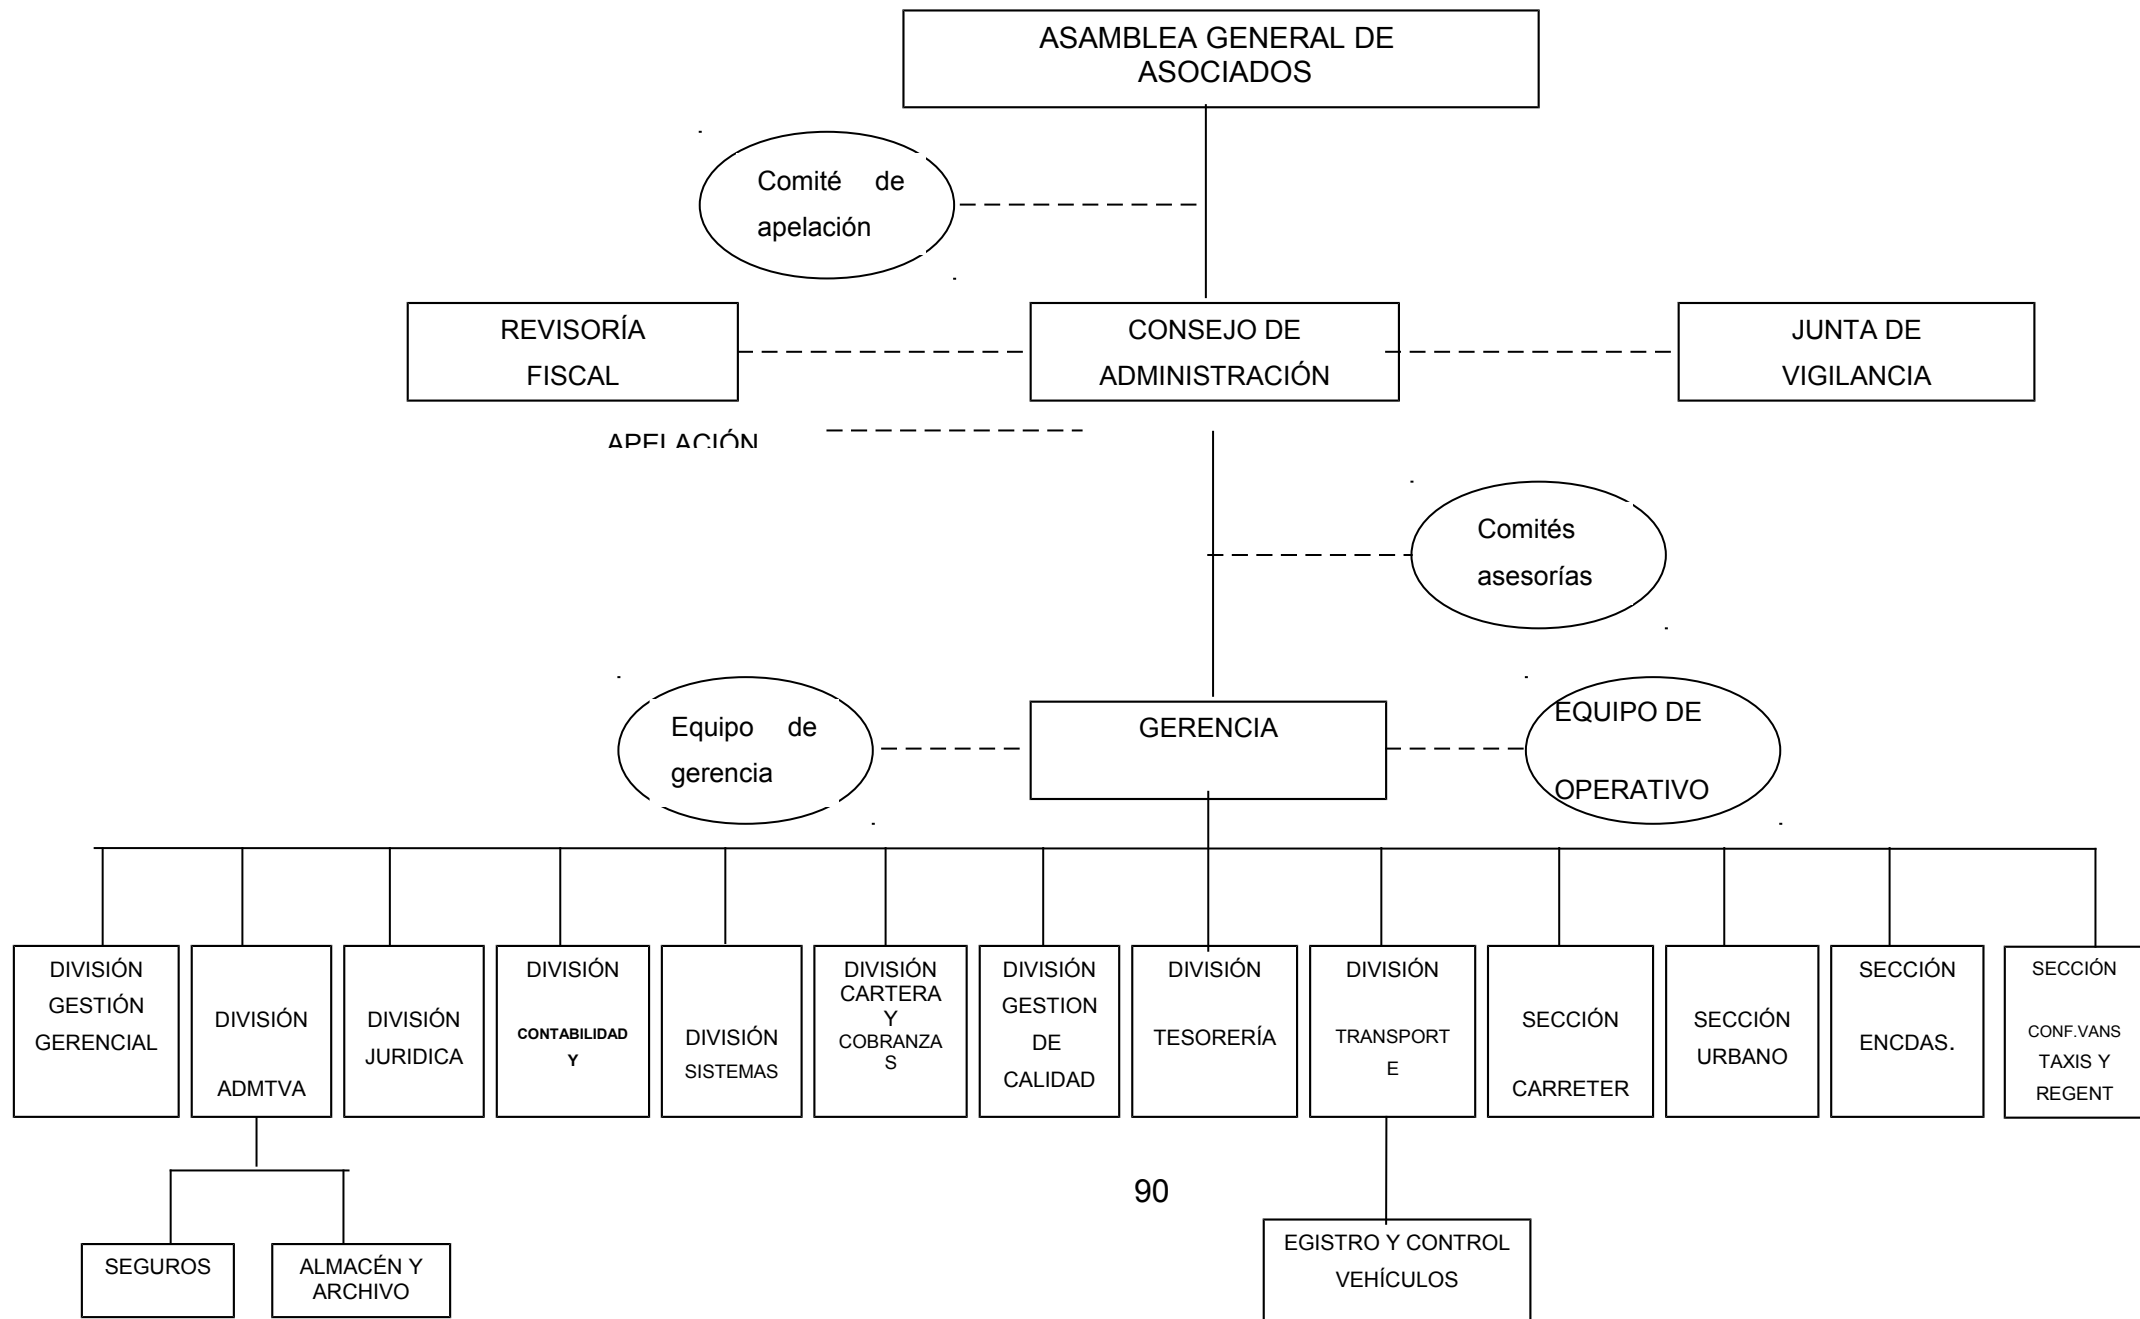 ASAMBLEA GENERAL DE
ASOCIADOS
Comité de
apelación
REVISORÍA
FISCAL
CONSEJO DE
ADMINISTRACIÓN
JUNTA DE
VIGILANCIA
APELACIÓN
Comités
asesorías
Equipo de
gerencia
GERENCIA
EQUIPO DE
OPERATIVO
DIVISIÓN
GESTIÓN
GERENCIAL
DIVISIÓN
ADMTVA
DIVISIÓN
JURIDICA
DIVISIÓN
CONTABILIDAD
Y
DIVISIÓN
SISTEMAS
DIVISIÓN
CARTERA
Y
COBRANZA
S
DIVISIÓN
GESTION
DE
CALIDAD
DIVISIÓN
TESORERÍA
DIVISIÓN
TRANSPORT
E
SECCIÓN
CARRETER
SECCIÓN
URBANO
SECCIÓN
ENCDAS.
SECCIÓN
CONF.VANS
TAXIS Y
REGENT
90
SEGUROS
ALMACÉN Y
ARCHIVO
EGISTRO Y CONTROL
VEHÍCULOS